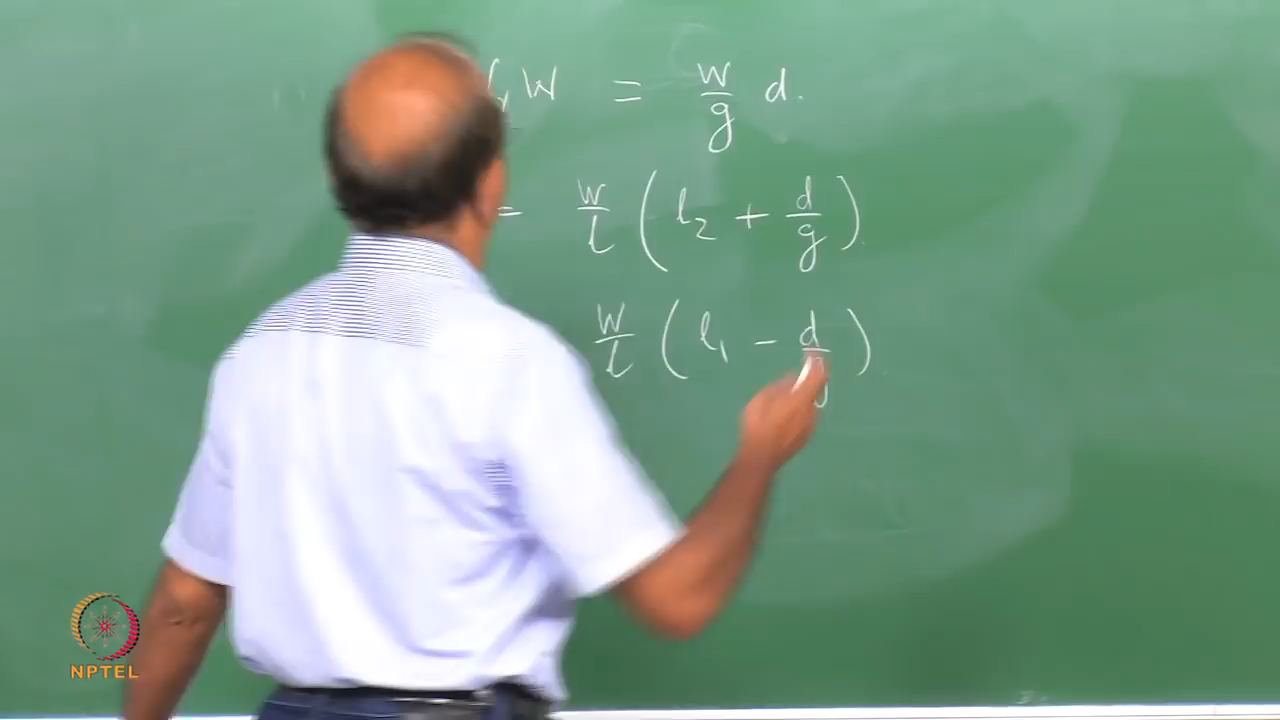 W = w/g d.
= w/l ( l₂ + d/g )
w/l ( l₁ - d/g )
NPTEL